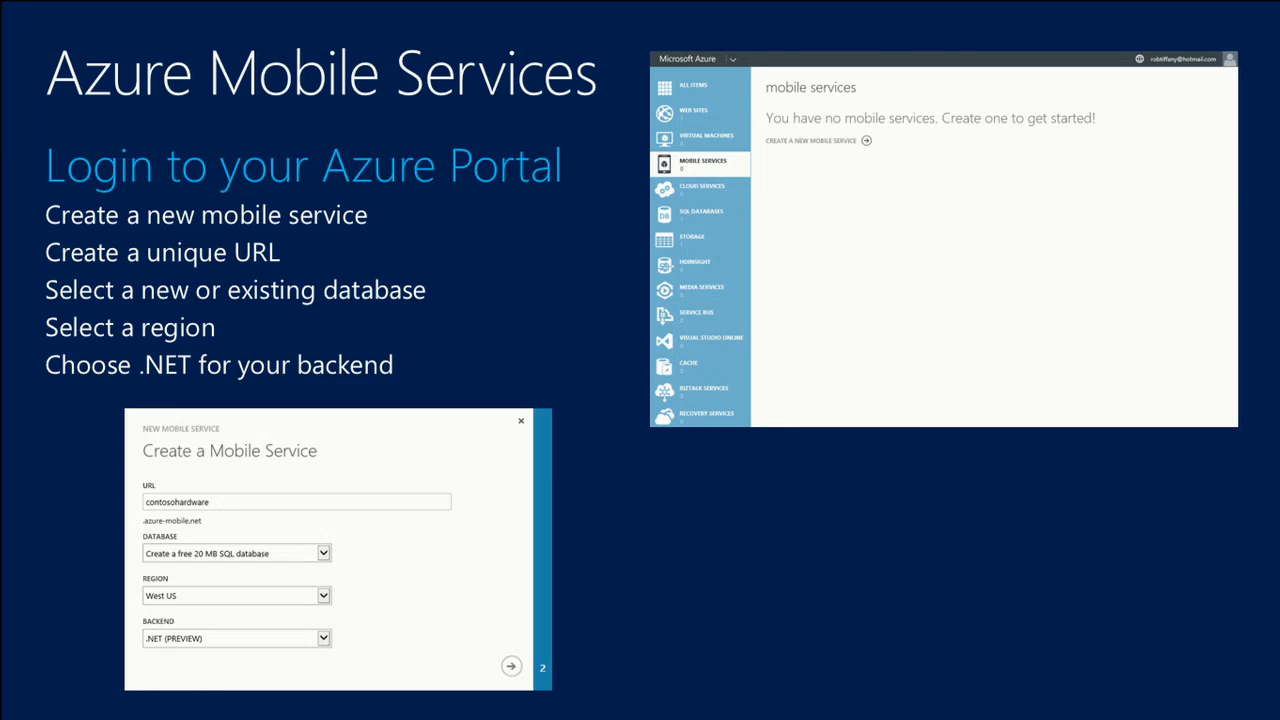 Azure Mobile Services
Login to your Azure Portal
Create a new mobile service
Create a unique URL
Select a new or existing database
Select a region
Choose .NET for your backend
NEW MOBILE SERVICE
Create a Mobile Service
URL
contosohardware
.azure-mobile.net
DATABASE
Create a free 20 MB SQL database
REGION
West US
BACKEND
.NET (PREVIEW)
2
Microsoft Azure
robtiffany@hotmail.com
ALL ITEMS
WEB SITES
VIRTUAL MACHINES
MOBILE SERVICES
0
CLOUD SERVICES
SQL DATABASES
STORAGE
HDINSIGHT
MEDIA SERVICES
SERVICE BUS
VISUAL STUDIO ONLINE
CACHE
BIZTALK SERVICES
RECOVERY SERVICES
mobile services
You have no mobile services. Create one to get started!
CREATE A NEW MOBILE SERVICE